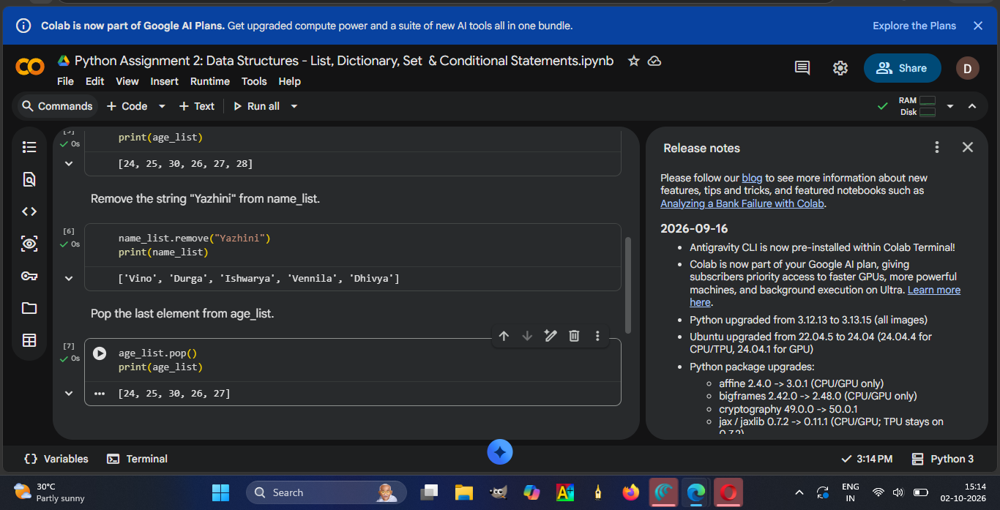 Colab is now part of Google AI Plans. Get upgraded compute power and a suite of new AI tools all in one bundle.
Explore the Plans
Python Assignment 2: Data Structures - List, Dictionary, Set & Conditional Statements.ipynb
File Edit View Insert Runtime Tools Help
Share
D
Commands + Code + Text Run all
RAM
Disk
[5]
0s
print(age_list)
[24, 25, 30, 26, 27, 28]
Remove the string "Yazhini" from name_list.
[6]
0s
name_list.remove("Yazhini")
print(name_list)
['Vino', 'Durga', 'Ishwarya', 'Vennila', 'Dhivya']
Pop the last element from age_list.
[7]
0s
age_list.pop()
print(age_list)
[24, 25, 30, 26, 27]
Release notes
Please follow our blog to see more information about new
features, tips and tricks, and featured notebooks such as
Analyzing a Bank Failure with Colab.
2026-09-16
• Antigravity CLI is now pre-installed within Colab Terminal!
• Colab is now part of your Google AI plan, giving
subscribers priority access to faster GPUs, more powerful
machines, and background execution on Ultra. Learn more
here.
• Python upgraded from 3.12.13 to 3.13.15 (all images)
• Ubuntu upgraded from 22.04.5 to 24.04 (24.04.4 for
CPU/TPU, 24.04.1 for GPU)
• Python package upgrades:
○ affine 2.4.0 -> 3.0.1 (CPU/GPU only)
○ bigframes 2.42.0 -> 2.48.0 (CPU/GPU only)
○ cryptography 49.0.0 -> 50.0.1
○ jax / jaxlib 0.7.2 -> 0.11.1 (CPU/GPU; TPU stays on
0.7.2)
{} Variables Terminal
3:14 PM Python 3
30°C
Partly sunny
Search
ENG
IN
15:14
02-10-2026